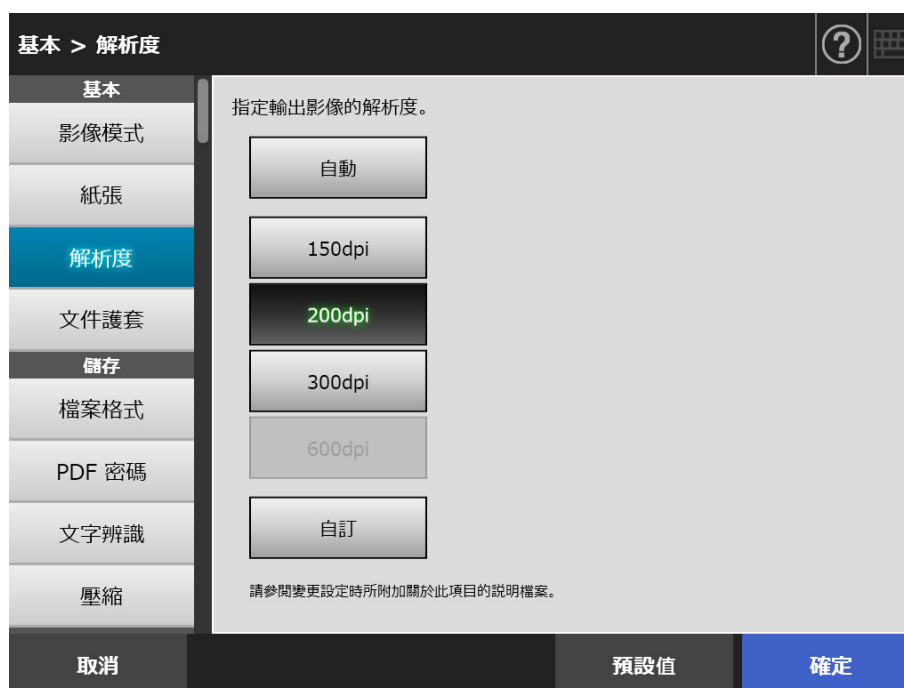 基本 > 解析度
?
基本
影像模式
紙張
解析度
文件護套
儲存
檔案格式
PDF 密碼
文字辨識
壓縮
指定輸出影像的解析度。
自動
150dpi
200dpi
300dpi
600dpi
自訂
請參閱變更設定時所附加關於此項目的説明檔案。
取消
預設值
確定